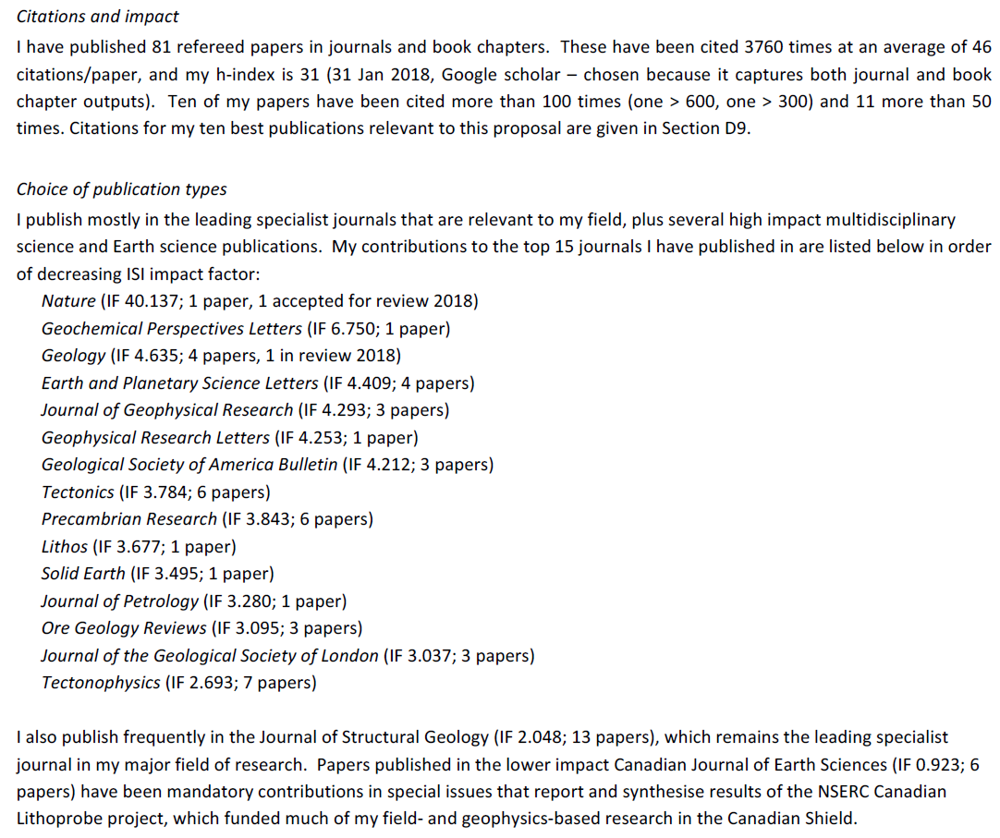 Citations and impact
I have published 81 refereed papers in journals and book chapters.  These have been cited 3760 times at an average of 46
citations/paper, and my h-index is 31 (31 Jan 2018, Google scholar – chosen because it captures both journal and book
chapter outputs).  Ten of my papers have been cited more than 100 times (one > 600, one > 300) and 11 more than 50
times. Citations for my ten best publications relevant to this proposal are given in Section D9.
Choice of publication types
I publish mostly in the leading specialist journals that are relevant to my field, plus several high impact multidisciplinary
science and Earth science publications.  My contributions to the top 15 journals I have published in are listed below in order
of decreasing ISI impact factor:
Nature (IF 40.137; 1 paper, 1 accepted for review 2018)
Geochemical Perspectives Letters (IF 6.750; 1 paper)
Geology (IF 4.635; 4 papers, 1 in review 2018)
Earth and Planetary Science Letters (IF 4.409; 4 papers)
Journal of Geophysical Research (IF 4.293; 3 papers)
Geophysical Research Letters (IF 4.253; 1 paper)
Geological Society of America Bulletin (IF 4.212; 3 papers)
Tectonics (IF 3.784; 6 papers)
Precambrian Research (IF 3.843; 6 papers)
Lithos (IF 3.677; 1 paper)
Solid Earth (IF 3.495; 1 paper)
Journal of Petrology (IF 3.280; 1 paper)
Ore Geology Reviews (IF 3.095; 3 papers)
Journal of the Geological Society of London (IF 3.037; 3 papers)
Tectonophysics (IF 2.693; 7 papers)
I also publish frequently in the Journal of Structural Geology (IF 2.048; 13 papers), which remains the leading specialist
journal in my major field of research.  Papers published in the lower impact Canadian Journal of Earth Sciences (IF 0.923; 6
papers) have been mandatory contributions in special issues that report and synthesise results of the NSERC Canadian
Lithoprobe project, which funded much of my field- and geophysics-based research in the Canadian Shield.